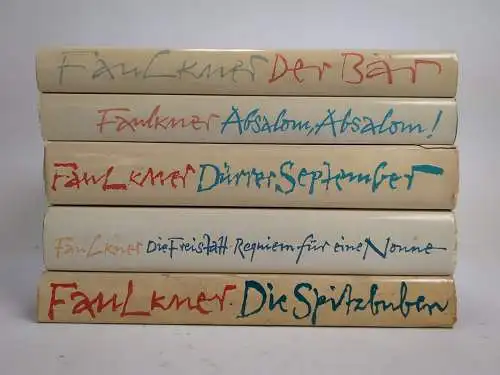 Faulkner Der Bär
Faulkner Absalom, Absalom!
Faulkner Dürrer September
Faulkner Die Freistatt · Requiem für eine Nonne
Faulkner · Die Spitzbuben